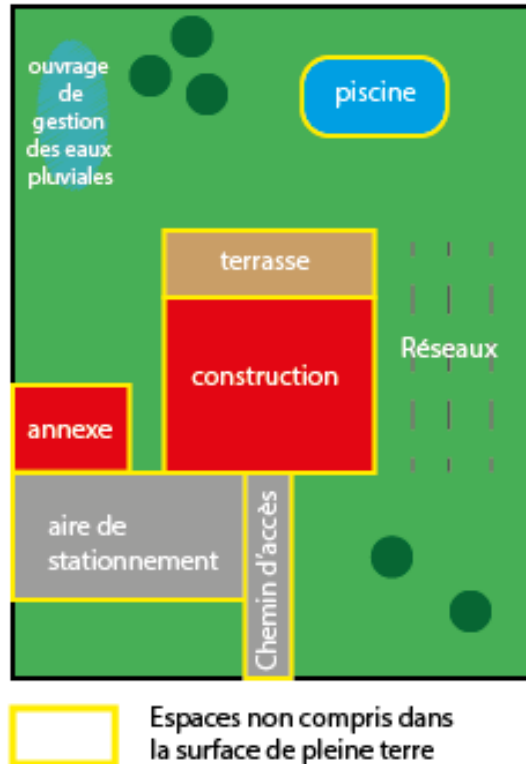 ouvrage
de
gestion
des eaux
pluviales
piscine
terrasse
construction
Réseaux
annexe
aire de
stationnement
Chemin d'accès
Espaces non compris dans
la surface de pleine terre